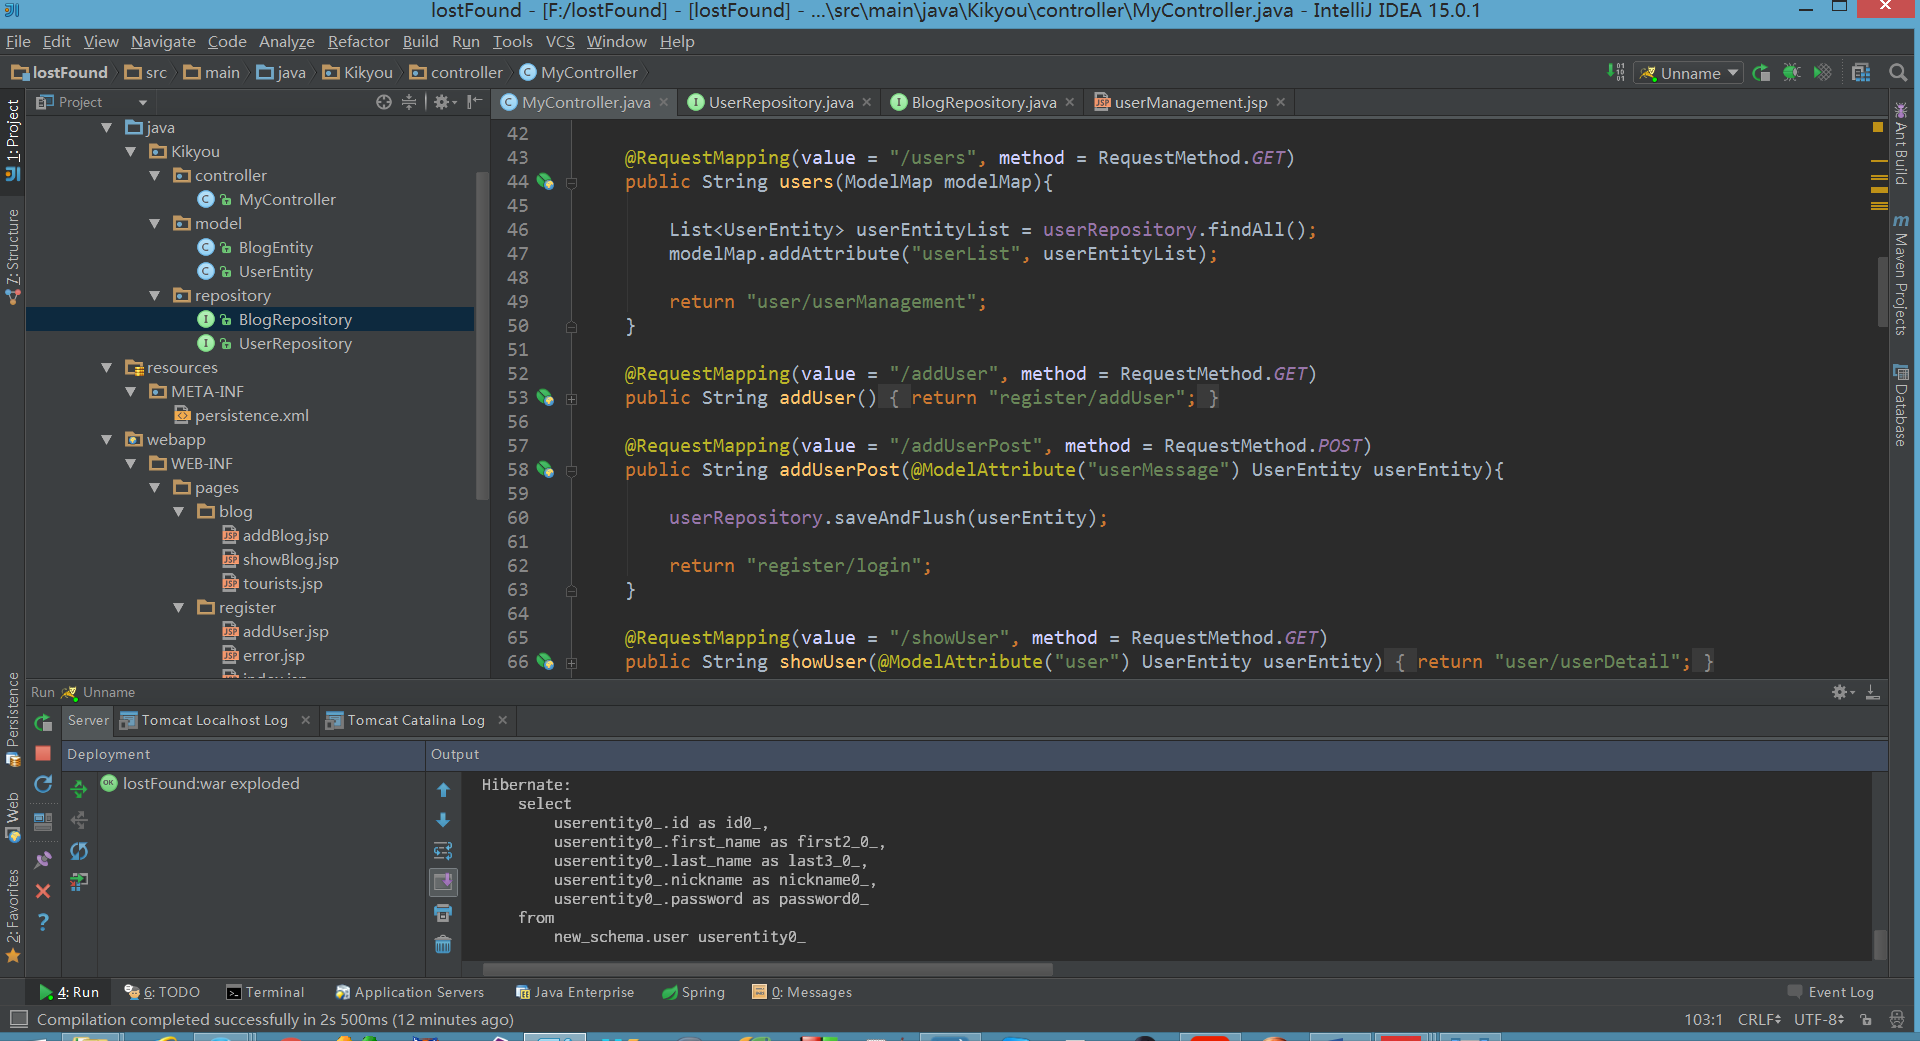 lostFound - [F:/lostFound] - [lostFound] - ...\src\main\java\Kikyou\controller\MyController.java - IntelliJ IDEA 15.0.1
File Edit View Navigate Code Analyze Refactor Build Run Tools VCS Window Help
lostFound src main java Kikyou controller MyController
Unname
Project
MyController.java UserRepository.java BlogRepository.java userManagement.jsp
1: Project
7: Structure
Persistence
Web
2: Favorites
java
Kikyou
controller
MyController
model
BlogEntity
UserEntity
repository
BlogRepository
UserRepository
resources
META-INF
persistence.xml
webapp
WEB-INF
pages
blog
addBlog.jsp
showBlog.jsp
tourists.jsp
register
addUser.jsp
error.jsp
index.jsp
42
43 @RequestMapping(value = "/users", method = RequestMethod.GET)
44 public String users(ModelMap modelMap){
45
46 List<UserEntity> userEntityList = userRepository.findAll();
47 modelMap.addAttribute("userList", userEntityList);
48
49 return "user/userManagement";
50 }
51
52 @RequestMapping(value = "/addUser", method = RequestMethod.GET)
53 public String addUser() { return "register/addUser"; }
56
57 @RequestMapping(value = "/addUserPost", method = RequestMethod.POST)
58 public String addUserPost(@ModelAttribute("userMessage") UserEntity userEntity){
59
60 userRepository.saveAndFlush(userEntity);
61
62 return "register/login";
63 }
64
65 @RequestMapping(value = "/showUser", method = RequestMethod.GET)
66 public String showUser(@ModelAttribute("user") UserEntity userEntity) { return "user/userDetail"; }
Ant Build
Maven Projects
Database
Run Unname
Server Tomcat Localhost Log Tomcat Catalina Log
Deployment Output
lostFound:war exploded
Hibernate:
select
userentity0_.id as id0_,
userentity0_.first_name as first2_0_,
userentity0_.last_name as last3_0_,
userentity0_.nickname as nickname0_,
userentity0_.password as password0_
from
new_schema.user userentity0_
4: Run 6: TODO Terminal Application Servers Java Enterprise Spring 0: Messages Event Log
Compilation completed successfully in 2s 500ms (12 minutes ago) 103:1 CRLF UTF-8